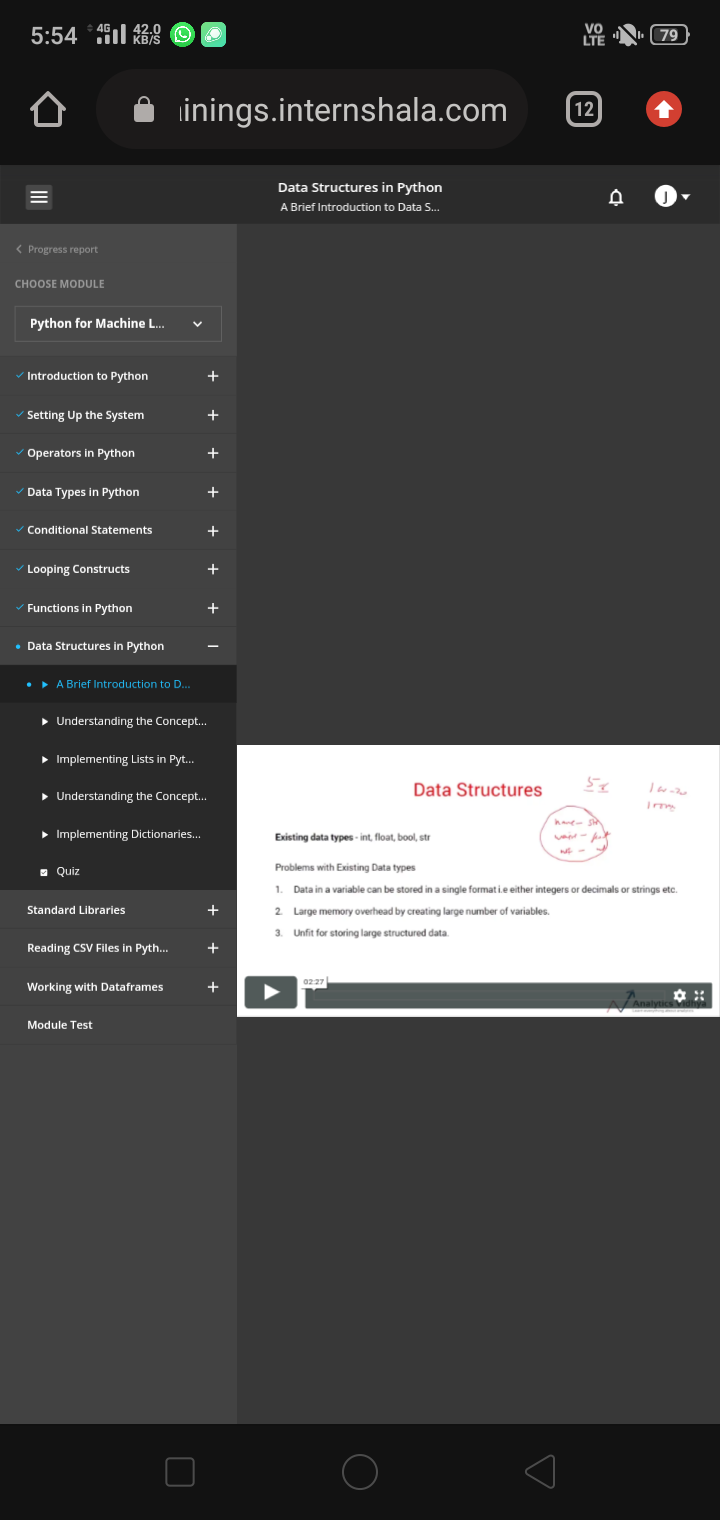 5:54 4G 42.0 KB/S VO LTE 79
inings.internshala.com 12
Data Structures in Python
A Brief Introduction to Data S...
J
Progress report
CHOOSE MODULE
Python for Machine L...
Introduction to Python
Setting Up the System
Operators in Python
Data Types in Python
Conditional Statements
Looping Constructs
Functions in Python
Data Structures in Python
A Brief Introduction to D...
Understanding the Concept...
Implementing Lists in Pyt...
Understanding the Concept...
Implementing Dictionaries...
Quiz
Standard Libraries
Reading CSV Files in Pyth...
Working with Dataframes
Module Test
Data Structures
Existing data types - int, float, bool, str
Problems with Existing Data types
1. Data in a variable can be stored in a single format i.e either integers or decimals or strings etc.
2. Large memory overhead by creating large number of variables.
3. Unfit for storing large structured data.
02:27
Analytics Vidhya